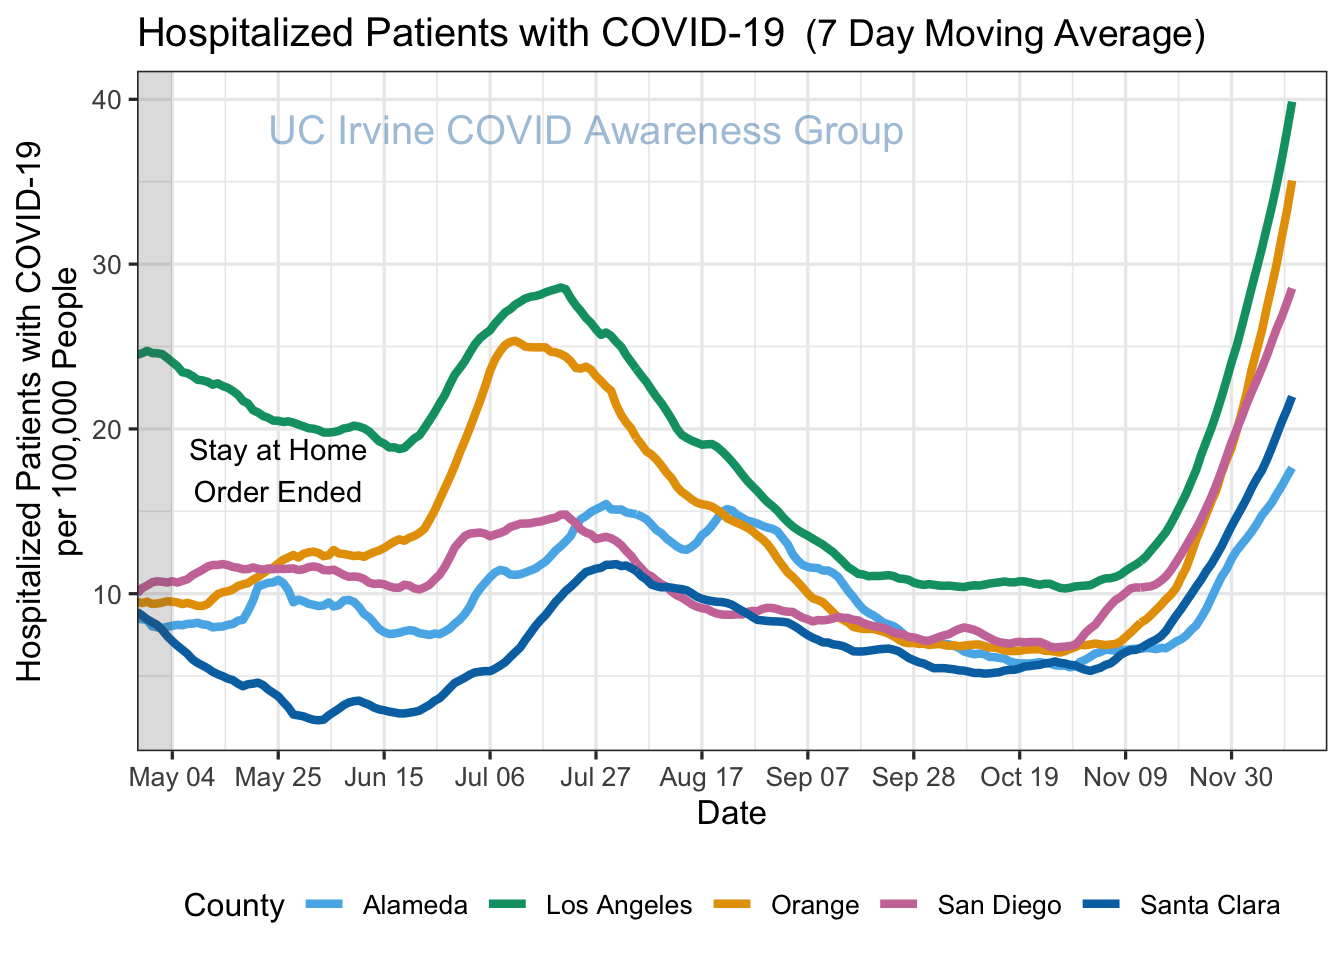 Hospitalized Patients with COVID-19 (7 Day Moving Average)
Hospitalized Patients with COVID-19
per 100,000 People
40
30
20
10
UC Irvine COVID Awareness Group
Stay at Home
Order Ended
May 04 May 25 Jun 15 Jul 06 Jul 27 Aug 17 Sep 07 Sep 28 Oct 19 Nov 09 Nov 30
Date
County Alameda Los Angeles Orange San Diego Santa Clara